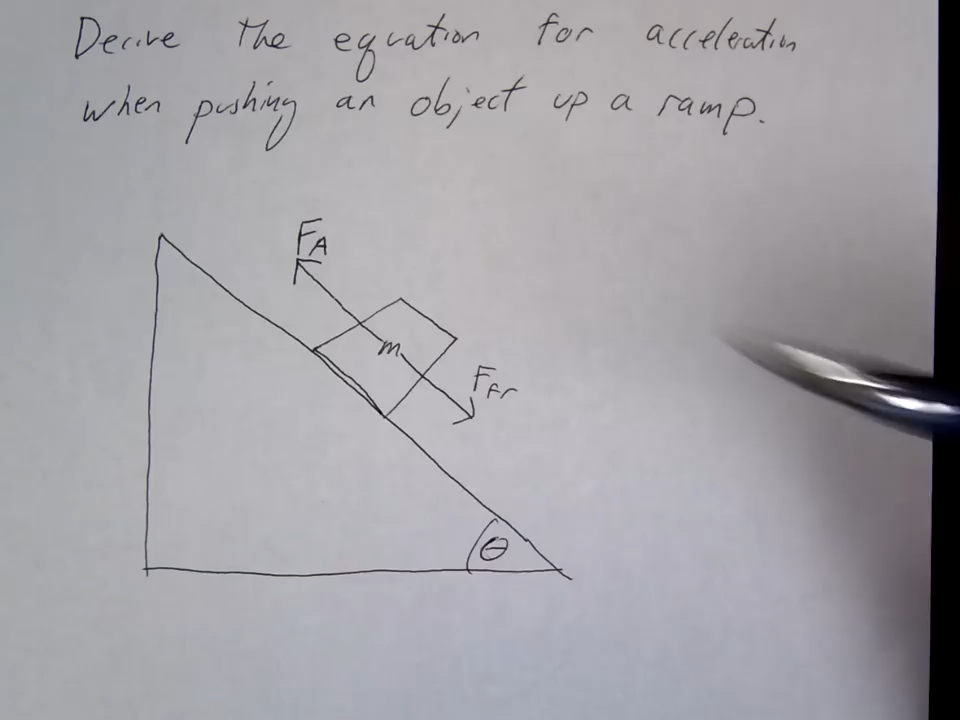 Derive the equation for acceleration
when pushing an object up a ramp.
FA
m
Ffr
θ